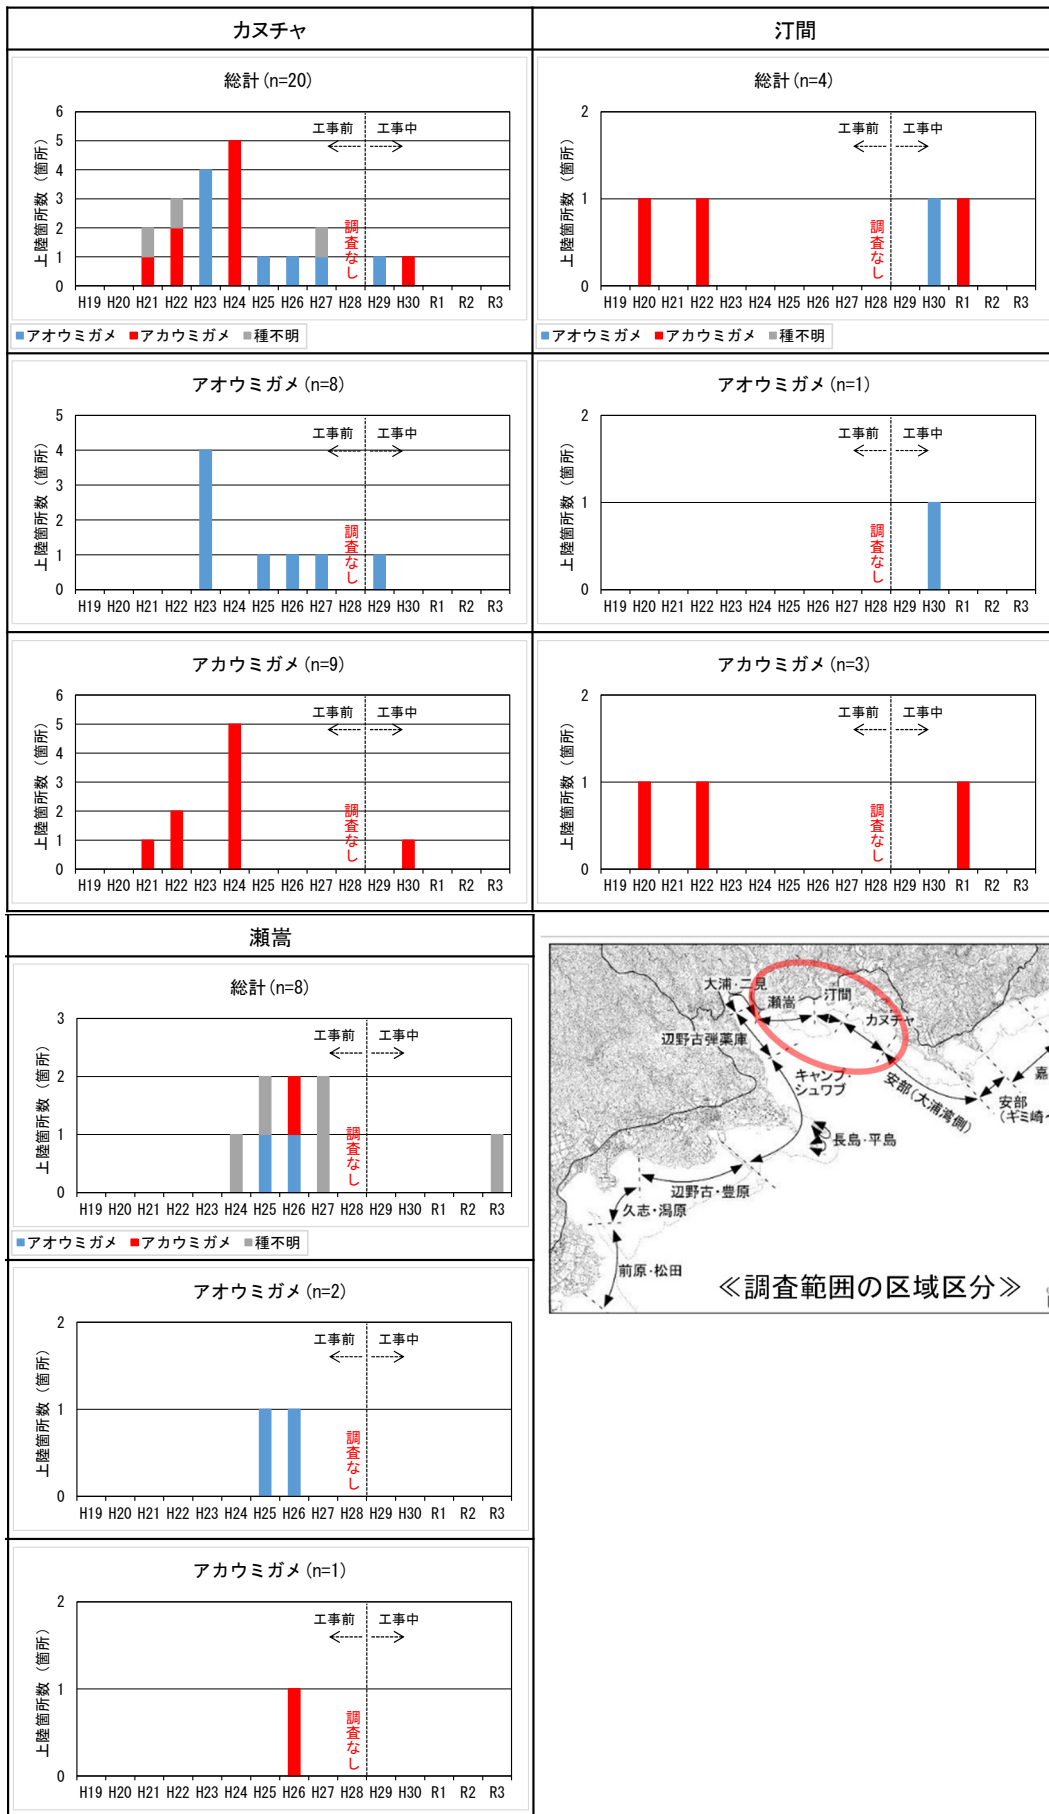 カヌチャ
総計(n=20)
上陸箇所数(箇所)
6
5
4
3
2
1
0
工事前 工事中
調査なし
H19 H20 H21 H22 H23 H24 H25 H26 H27 H28 H29 H30 R1 R2 R3
アオウミガメ アカウミガメ 種不明
アオウミガメ(n=8)
上陸箇所数(箇所)
5
4
3
2
1
0
工事前 工事中
調査なし
H19 H20 H21 H22 H23 H24 H25 H26 H27 H28 H29 H30 R1 R2 R3
アカウミガメ(n=9)
上陸箇所数(箇所)
6
5
4
3
2
1
0
工事前 工事中
調査なし
H19 H20 H21 H22 H23 H24 H25 H26 H27 H28 H29 H30 R1 R2 R3
汀間
総計(n=4)
上陸箇所数(箇所)
2
1
0
工事前 工事中
調査なし
H19 H20 H21 H22 H23 H24 H25 H26 H27 H28 H29 H30 R1 R2 R3
アオウミガメ アカウミガメ 種不明
アオウミガメ(n=1)
上陸箇所数(箇所)
2
1
0
工事前 工事中
調査なし
H19 H20 H21 H22 H23 H24 H25 H26 H27 H28 H29 H30 R1 R2 R3
アカウミガメ(n=3)
上陸箇所数(箇所)
2
1
0
工事前 工事中
調査なし
H19 H20 H21 H22 H23 H24 H25 H26 H27 H28 H29 H30 R1 R2 R3
瀬嵩
総計(n=8)
上陸箇所数(箇所)
3
2
1
0
工事前 工事中
調査なし
H19 H20 H21 H22 H23 H24 H25 H26 H27 H28 H29 H30 R1 R2 R3
アオウミガメ アカウミガメ 種不明
アオウミガメ(n=2)
上陸箇所数(箇所)
2
1
0
工事前 工事中
調査なし
H19 H20 H21 H22 H23 H24 H25 H26 H27 H28 H29 H30 R1 R2 R3
アカウミガメ(n=1)
上陸箇所数(箇所)
2
1
0
工事前 工事中
調査なし
H19 H20 H21 H22 H23 H24 H25 H26 H27 H28 H29 H30 R1 R2 R3
大浦・二見
瀬嵩
汀間
カヌチャ
辺野古弾薬庫
キャンプ・
シュワブ
安部(大浦湾側)
嘉
安部
(ギミ崎
長島・平島
辺野古・豊原
久志・潟原
前原・松田
≪調査範囲の区域区分≫